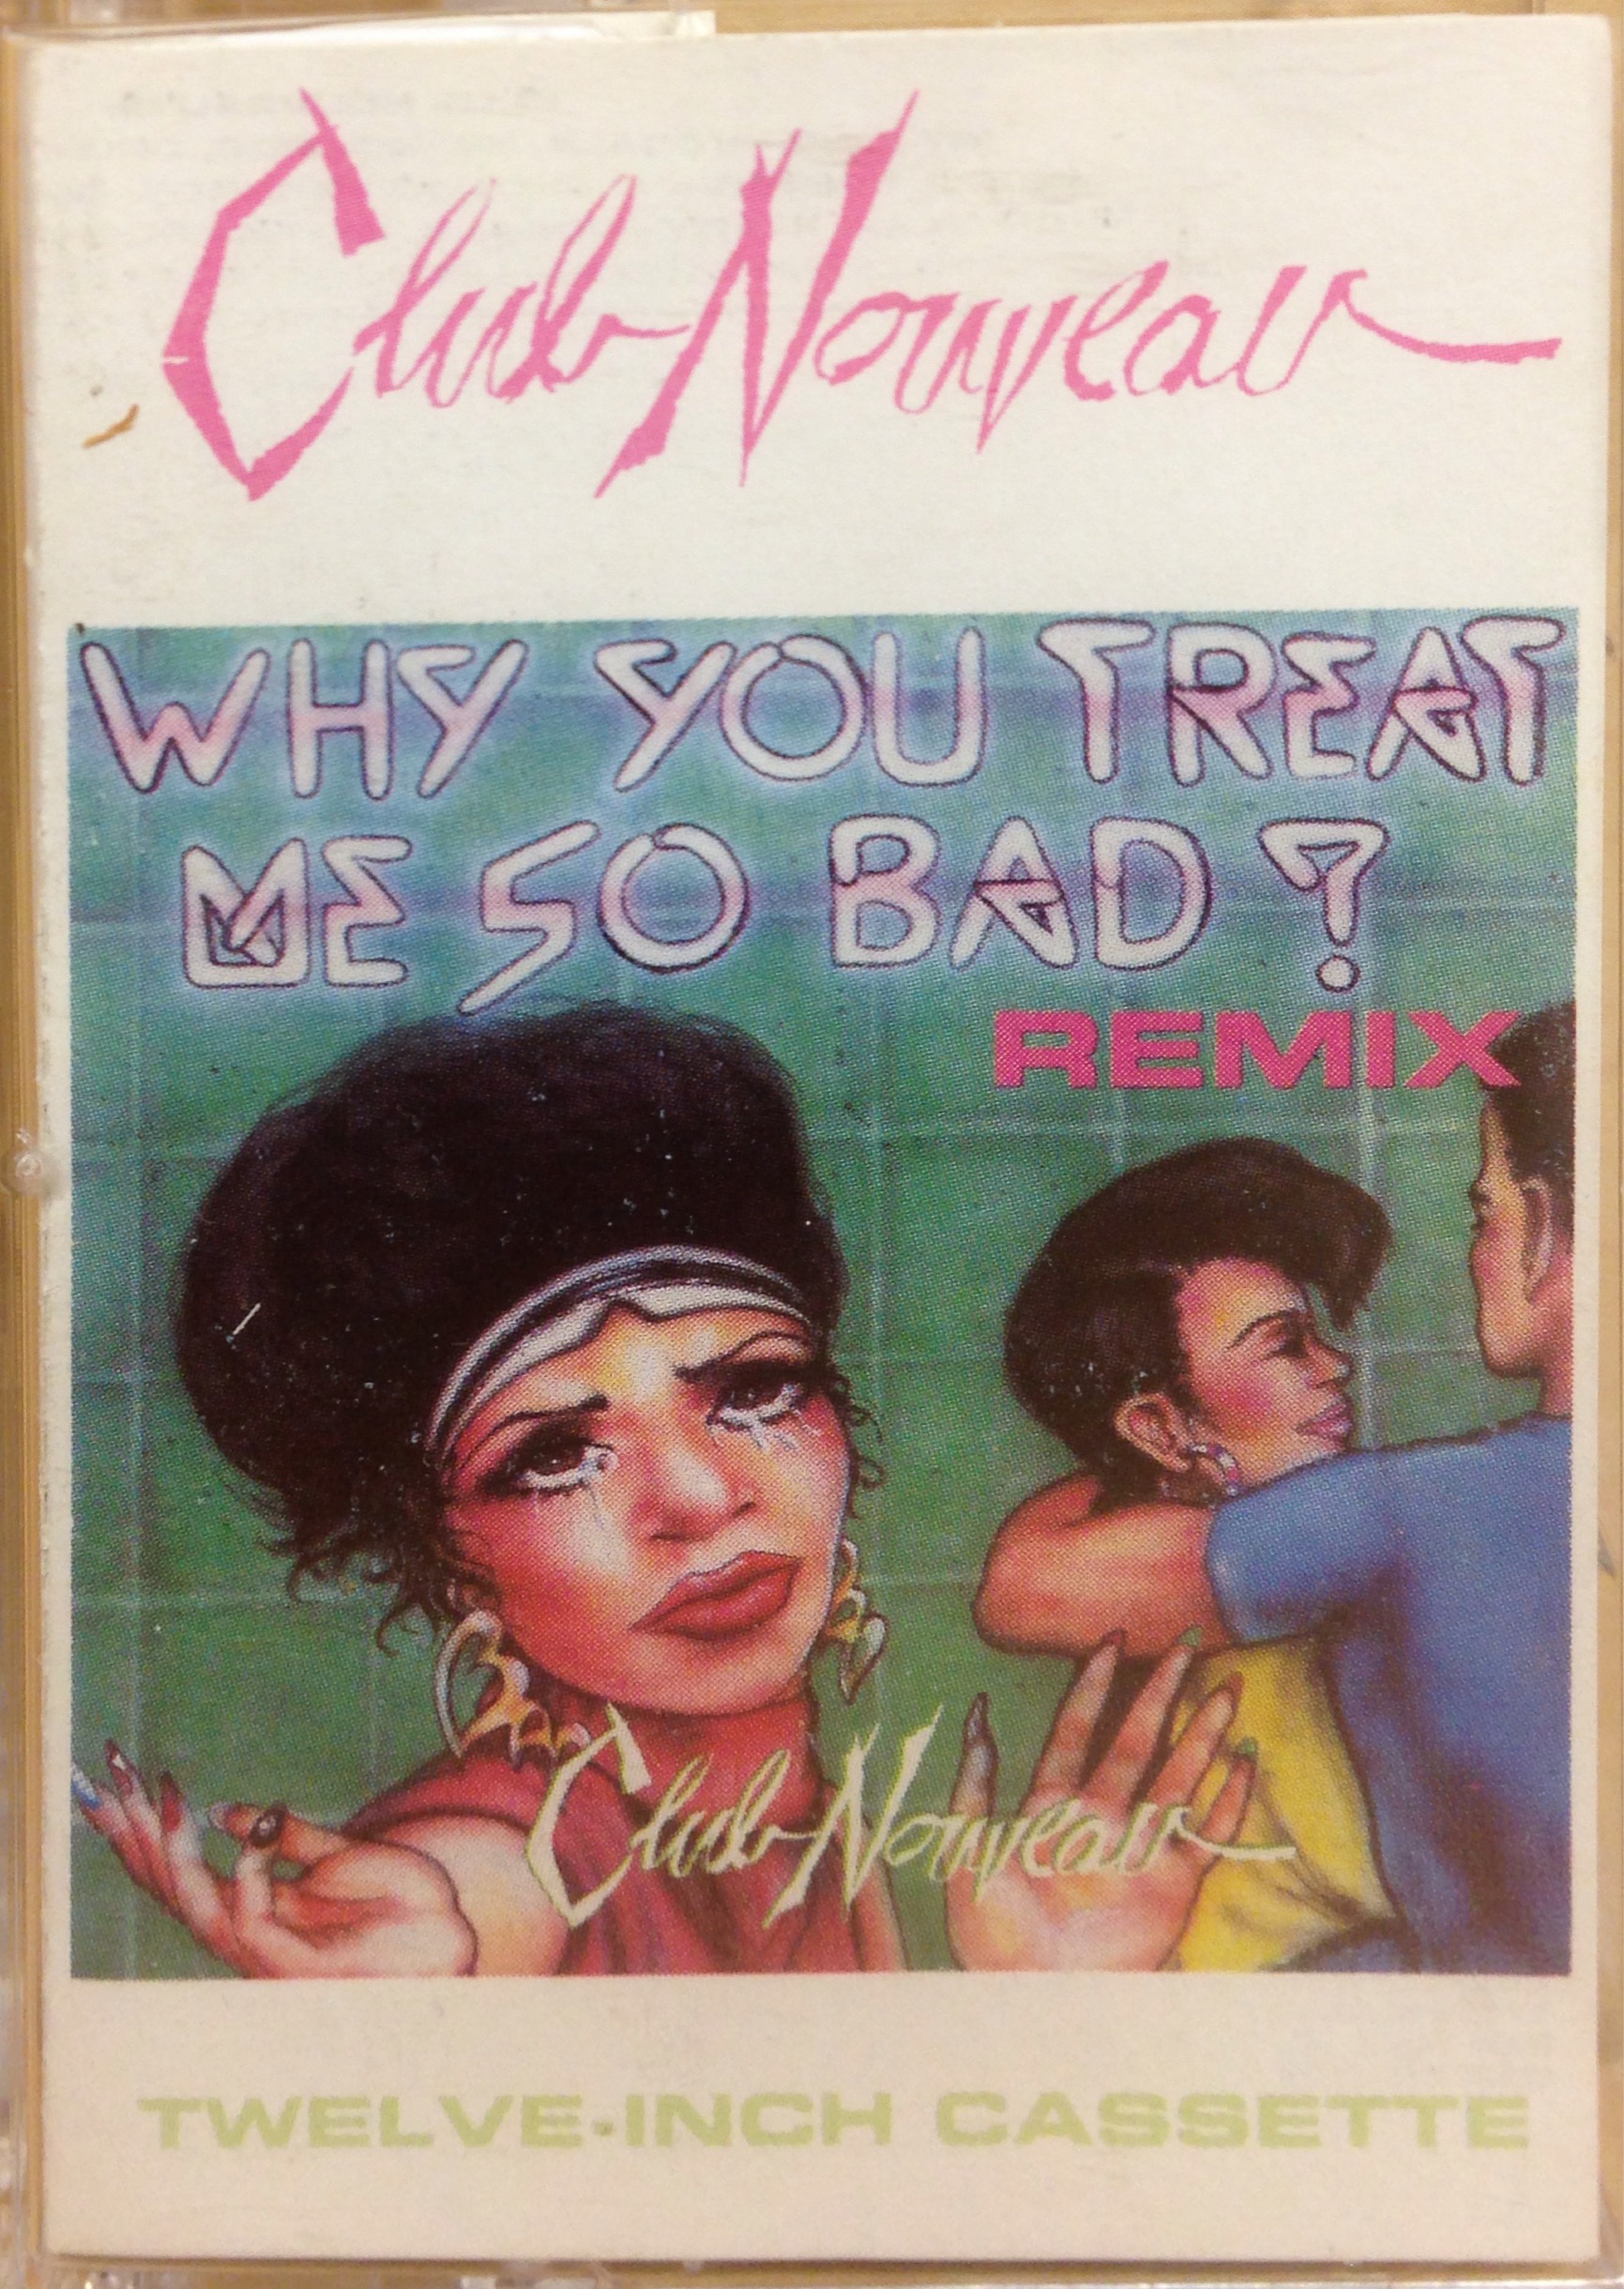 Club Nouveau
WHY YOU TREAT
ME SO BAD?
REMIX
Club Nouveau
TWELVE-INCH CASSETTE